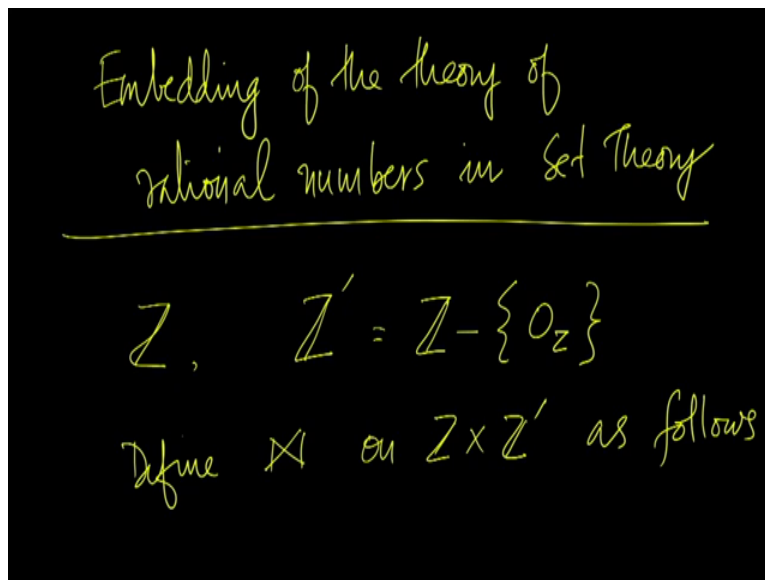 Embedding of the theory of
rational numbers in Set Theory
ℤ, ℤ' = ℤ - {0_ℤ}
Define ⋈ on ℤ × ℤ' as follows